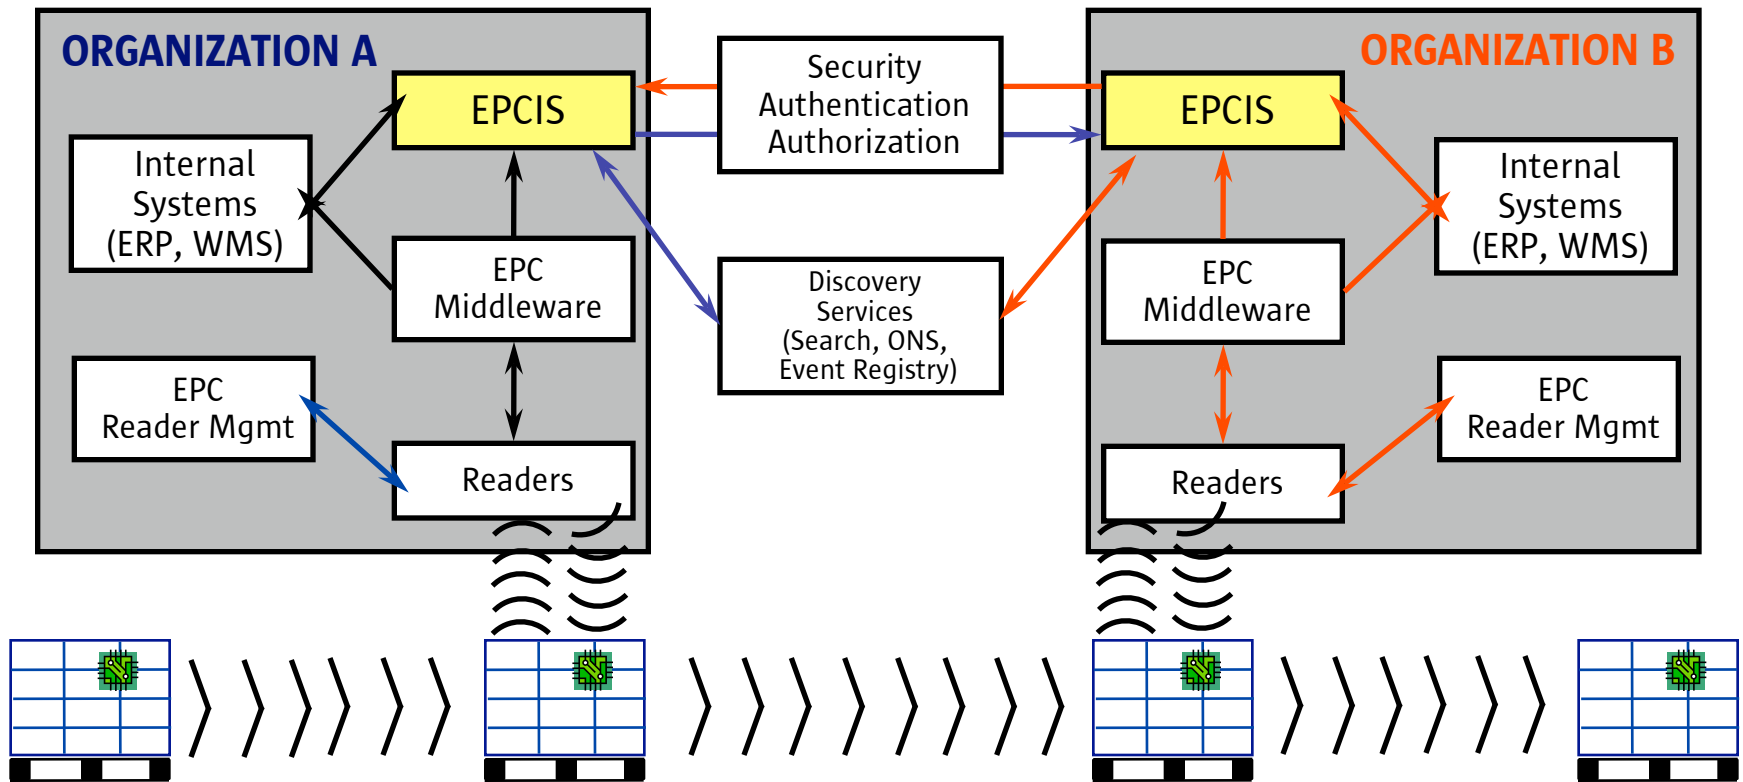 ORGANIZATION A
EPCIS
Internal
Systems
(ERP, WMS)
EPC
Middleware
EPC
Reader Mgmt
Readers
Security
Authentication
Authorization
Discovery
Services
(Search, ONS,
Event Registry)
ORGANIZATION B
EPCIS
Internal
Systems
(ERP, WMS)
EPC
Middleware
EPC
Reader Mgmt
Readers